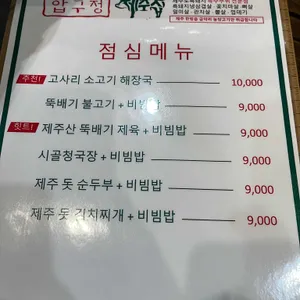 압구정
점심메뉴
추천! 고사리 소고기 해장국 10,000
뚝배기 불고기 + 비빔밥 9,000
히트! 제주산 뚝배기 제육 + 비빔밥 9,000
시골청국장 + 비빔밥 9,000
제주 돗 순두부 + 비빔밥 9,000
제주 돗 김치찌개 + 비빔밥 9,000